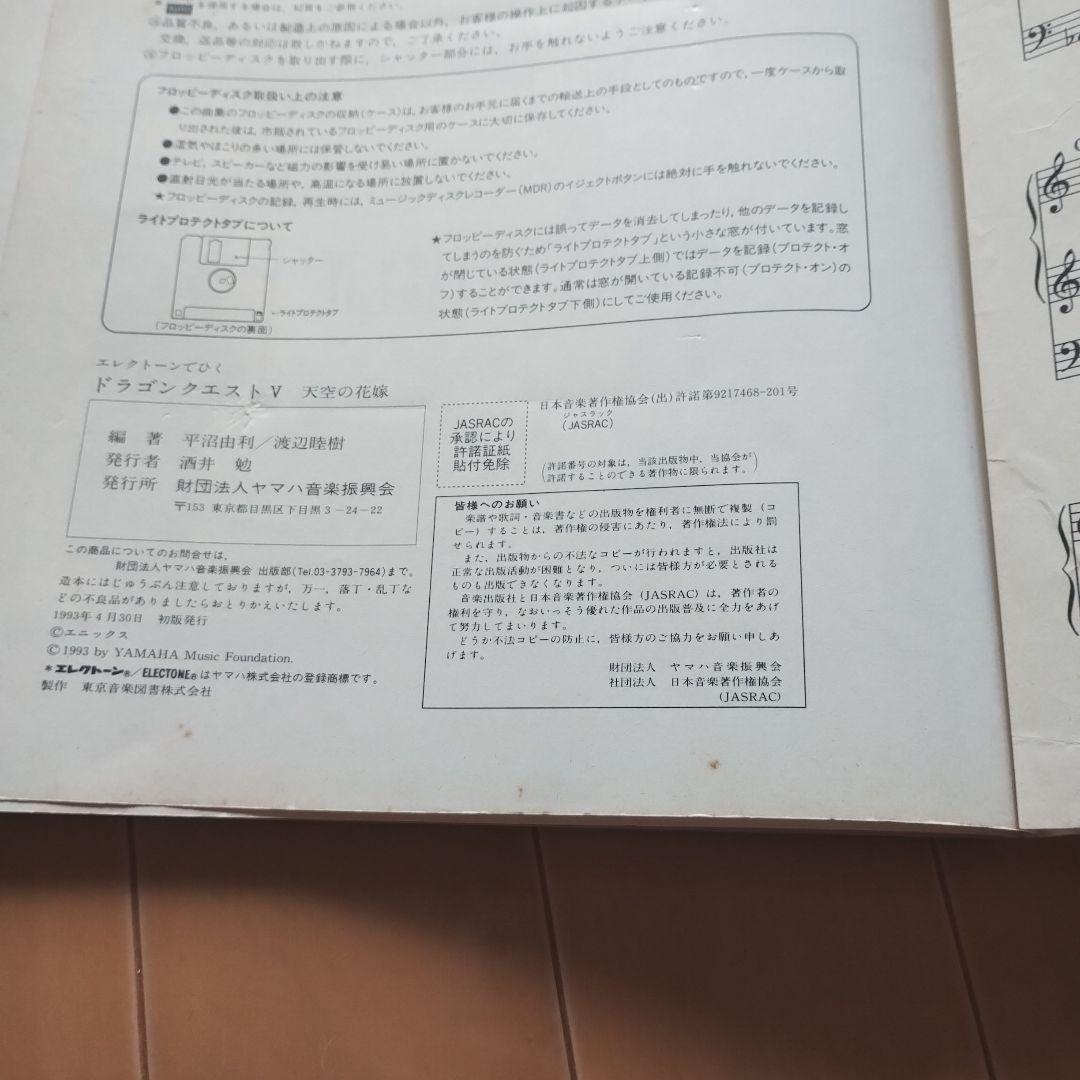 を使用する場合は、
品質不良、あるいは製造上の原因による場合以外、お客様の操作上に起因する
交換、返品等の対応は致しかねますので、ご了承ください。
フロッピーディスクを取り出す際に、シャッター部分には、お手を触れないようご注意ください。
フロッピーディスク取扱い上の注意
●この曲集のフロッピーディスクの収納(ケース)は、お客様のお手元に届くまでの輸送上の手段としてのものですので、一度ケースから取
り出された後は、市販されているフロッピーディスク用のケースに大切に保存してください。
●湿気やほこりの多い場所には保管しないでください。
●テレビ、スピーカーなど磁力の影響を受け易い場所に置かないでください。
●直射日光が当たる場所や、高温になる場所に放置しないでください。
★フロッピーディスクの記録、再生時には、ミュージックディスクレコーダー(MDR)のイジェクトボタンには絶対に手を触れないでください。
ライトプロテクトタブについて
シャッター
←ライトプロテクトタブ
(フロッピーディスクの裏面)
★フロッピーディスクには誤ってデータを消去してしまったり、他のデータを記録し
てしまうのを防ぐため「ライトプロテクトタブ」という小さな窓が付いています。窓
が閉じている状態(ライトプロテクトタブ上側)ではデータを記録(プロテクト・オ
フ)することができます。通常は窓が開いている記録不可(プロテクト・オン)の
状態(ライトプロテクトタブ下側)にしてご使用ください。
エレクトーンでひく
ドラゴンクエストV 天空の花嫁
編 著 平沼由利/渡辺睦樹
発行者 酒井 勉
発行所 財団法人ヤマハ音楽振興会
〒153 東京都目黒区下目黒3-24-22
この商品についてのお問合せは、
財団法人ヤマハ音楽振興会 出版部(Tel.03-3793-7964)まで。
造本にはじゅうぶん注意しておりますが、万一、落丁・乱丁な
どの不良品がありましたらおとりかえいたします。
1993年4月30日 初版発行
©エニックス
©1993 by YAMAHA Music Foundation.
*エレクトーン®/ELECTONE®はヤマハ株式会社の登録商標です。
製作 東京音楽図書株式会社
JASRACの
承認により
許諾証紙
貼付免除
日本音楽著作権協会(出)許諾第9217468-201号
ジャスラック
(JASRAC)
(許諾番号の対象は、当該出版物中、当協会が
許諾することのできる著作物に限られます。)
皆様へのお願い
楽譜や歌詞・音楽書などの出版物を権利者に無断で複製(コ
ピー)することは、著作権の侵害にあたり、著作権法により罰
せられます。
また、出版物からの不法なコピーが行われますと、出版社は
正常な出版活動が困難となり、ついには皆様方が必要とされる
ものも出版できなくなります。
音楽出版社と日本音楽著作権協会(JASRAC)は、著作者の
権利を守り、なおいっそう優れた作品の出版普及に全力をあげ
て努力してまいります。
どうか不法コピーの防止に、皆様方のご協力をお願い申しあ
げます。
財団法人 ヤマハ音楽振興会
社団法人 日本音楽著作権協会
(JASRAC)